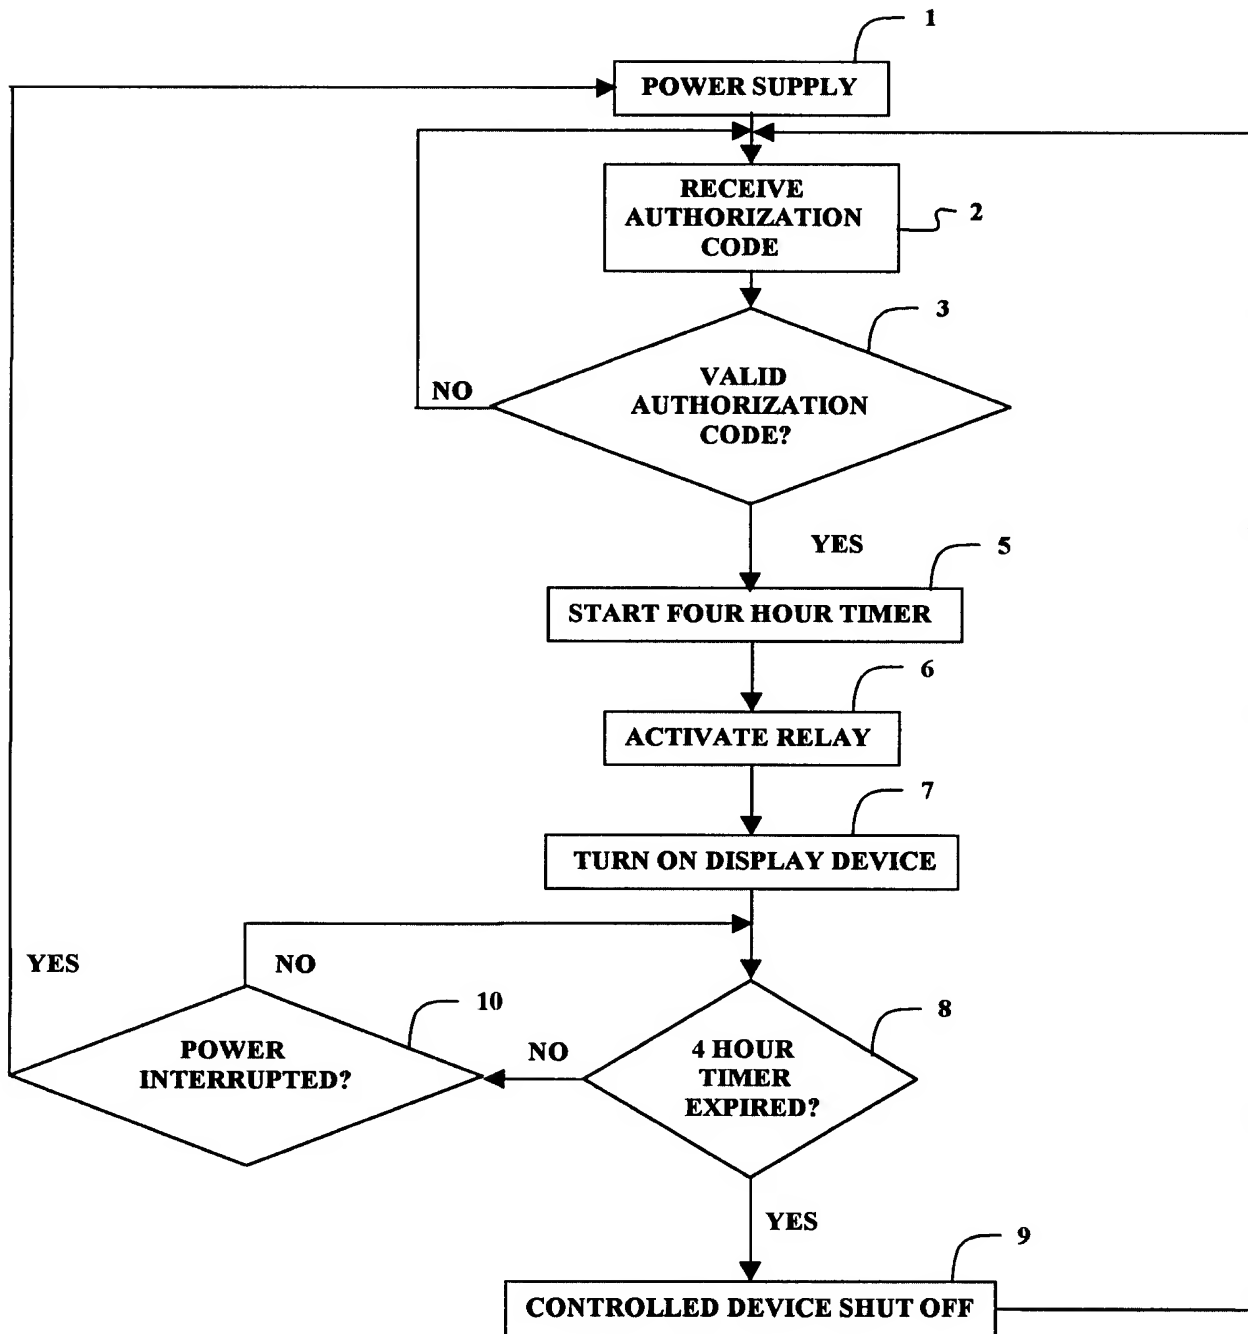 1
POWER SUPPLY
RECEIVE
AUTHORIZATION
CODE
2
3
VALID
AUTHORIZATION
CODE?
NO
YES
5
START FOUR HOUR TIMER
6
ACTIVATE RELAY
7
TURN ON DISPLAY DEVICE
YES
NO
10
POWER
INTERRUPTED?
NO
8
4 HOUR
TIMER
EXPIRED?
YES
9
CONTROLLED DEVICE SHUT OFF